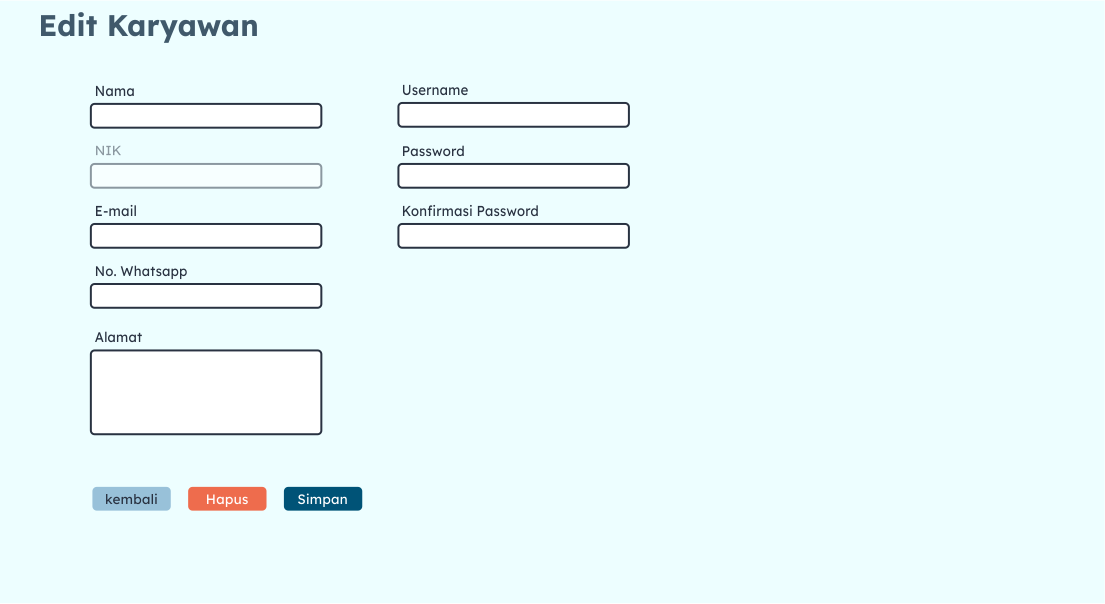 Edit Karyawan
Nama
NIK
E-mail
No. Whatsapp
Alamat
Username
Password
Konfirmasi Password
kembali
Hapus
Simpan